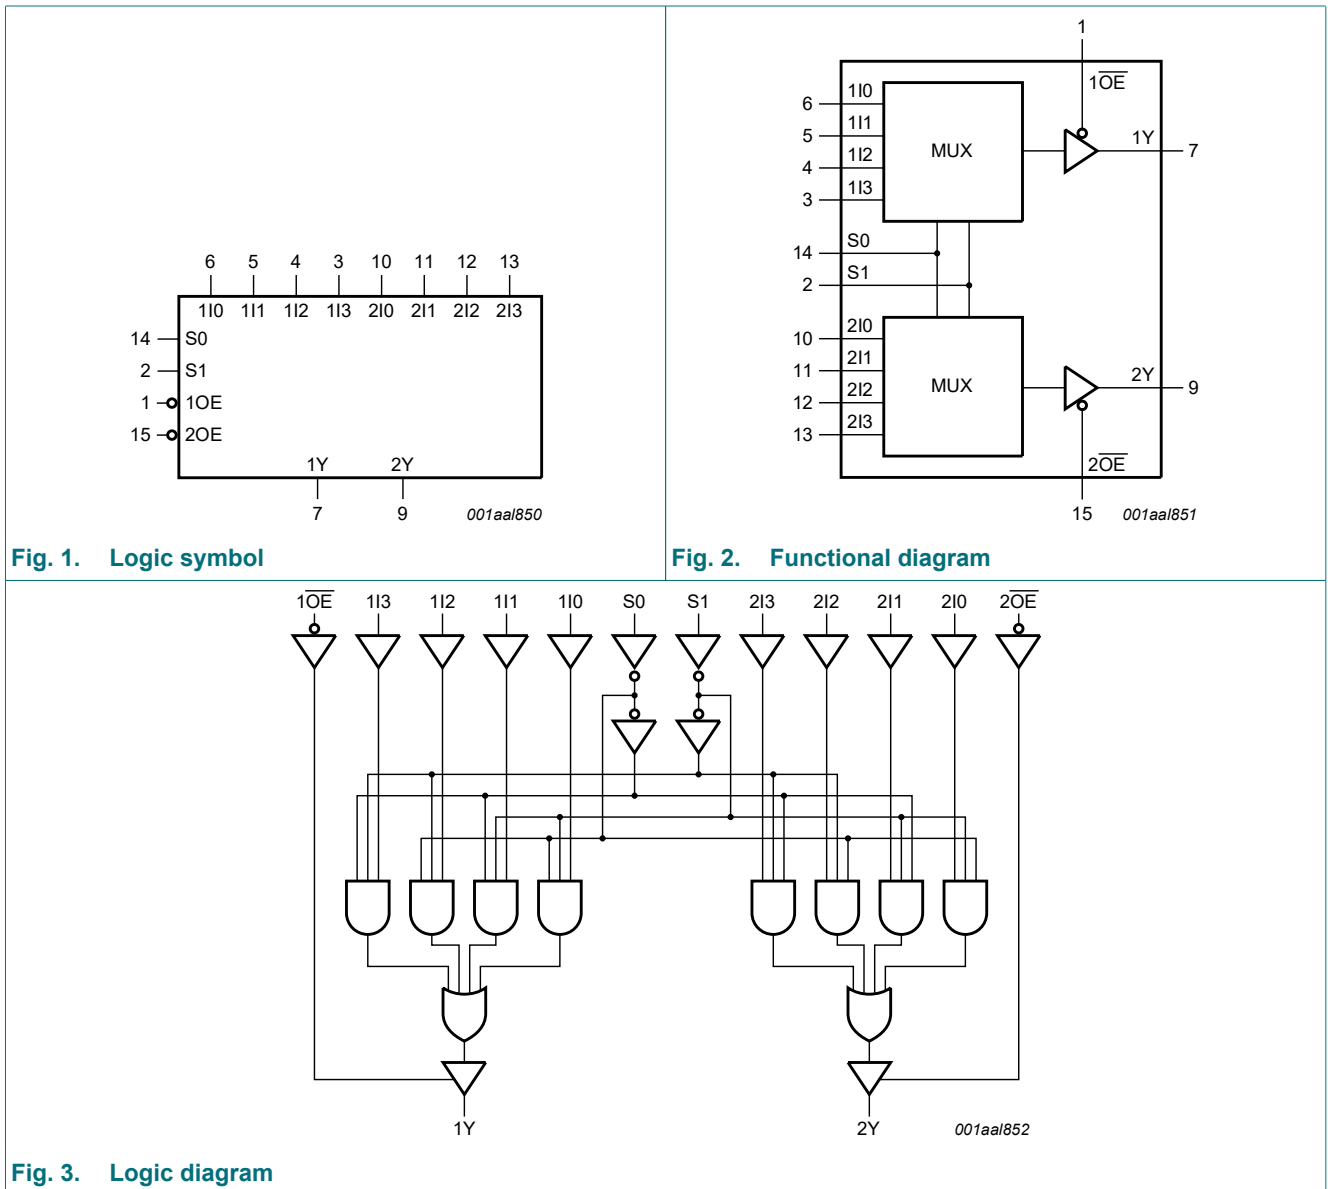 6 5 4 3 10 11 12 13
1I0 1I1 1I2 1I3 2I0 2I1 2I2 2I3
14 S0
2 S1
1 1OE
15 2OE
1Y 2Y
7 9 001aal850
Fig. 1. Logic symbol
1
1O̅E̅
6 1I0
5 1I1
4 1I2
3 1I3
MUX
1Y 7
14 S0
2 S1
10 2I0
11 2I1
12 2I2
13 2I3
MUX
2Y 9
2O̅E̅
15 001aal851
Fig. 2. Functional diagram
1O̅E̅ 1I3 1I2 1I1 1I0 S0 S1 2I3 2I2 2I1 2I0 2O̅E̅
1Y 2Y 001aal852
Fig. 3. Logic diagram